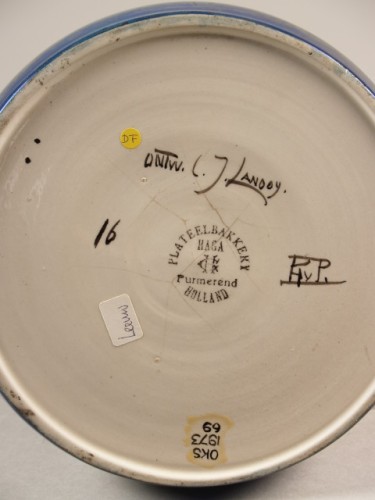 DF
ONTW. C. J. LANOOY.
16
PLATEELBAKKERY
HAGA
Purmerend
HOLLAND
P.v.P.
OKS
1973
69